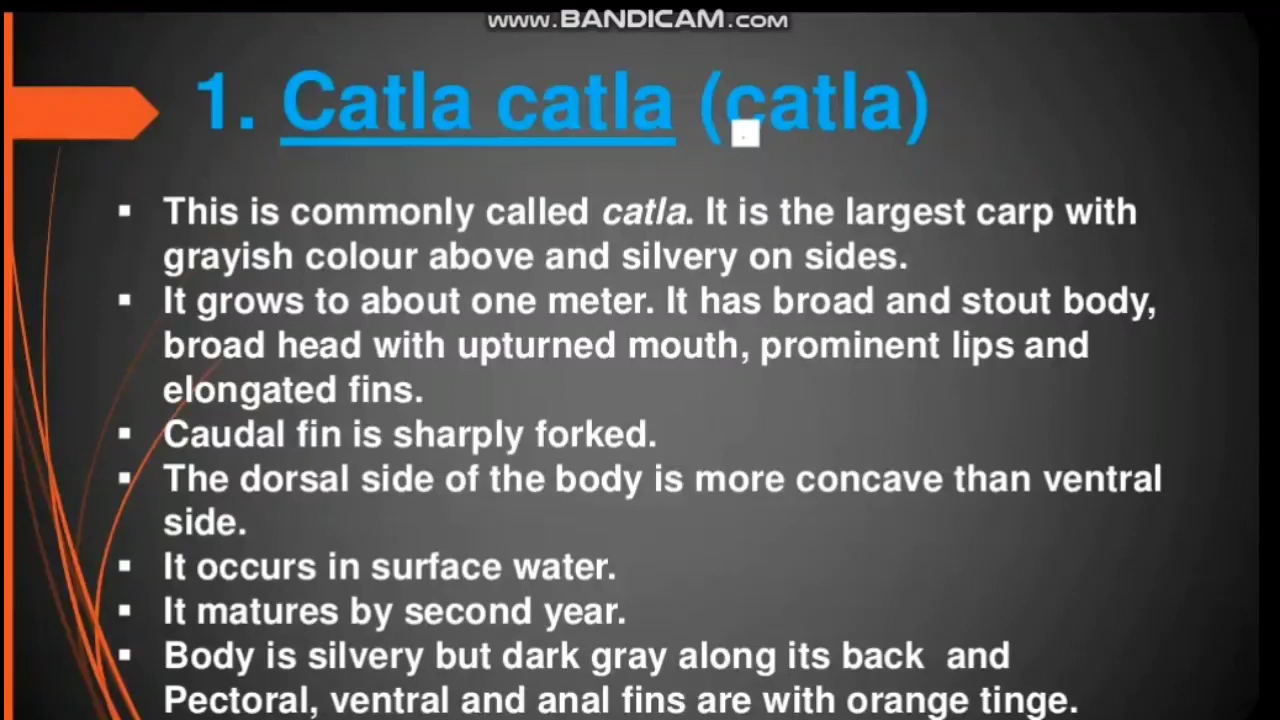 www.BANDICAM.com
1. Catla catla (catla)
▪ This is commonly called catla. It is the largest carp with
grayish colour above and silvery on sides.
▪ It grows to about one meter. It has broad and stout body,
broad head with upturned mouth, prominent lips and
elongated fins.
▪ Caudal fin is sharply forked.
▪ The dorsal side of the body is more concave than ventral
side.
▪ It occurs in surface water.
▪ It matures by second year.
▪ Body is silvery but dark gray along its back and
Pectoral, ventral and anal fins are with orange tinge.